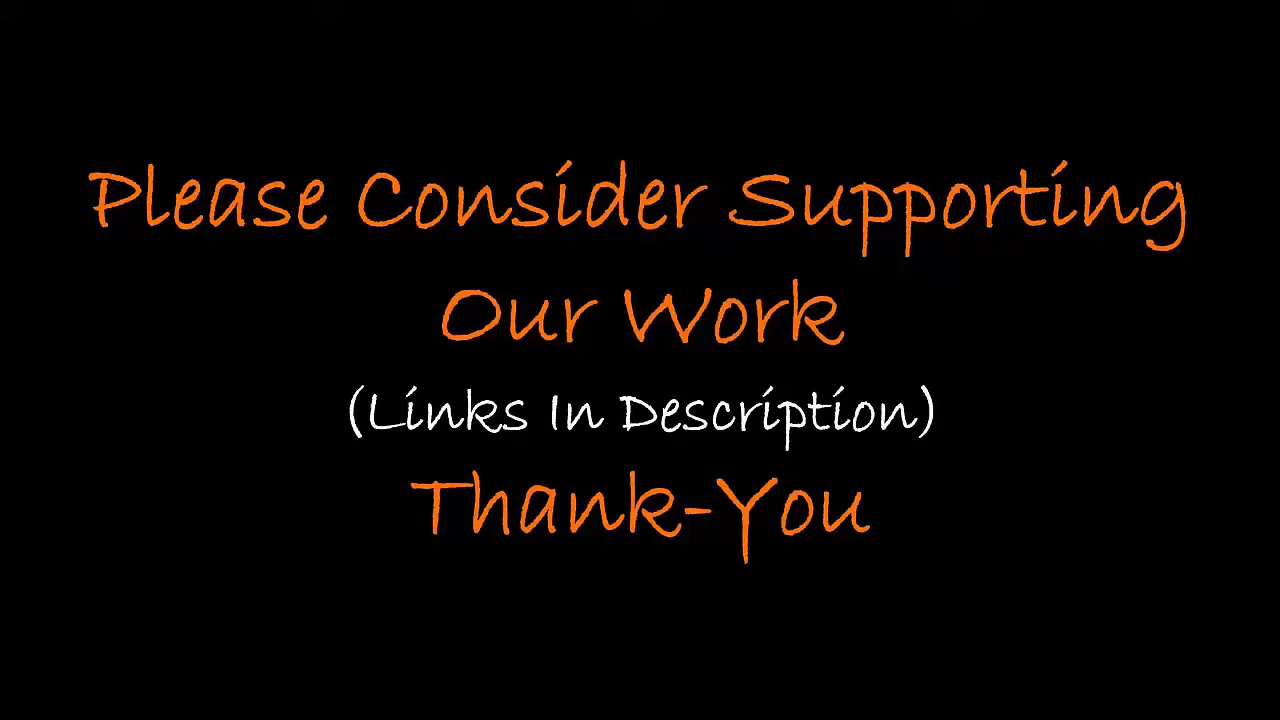 Please Consider Supporting
Our Work
(Links In Description)
Thank-You